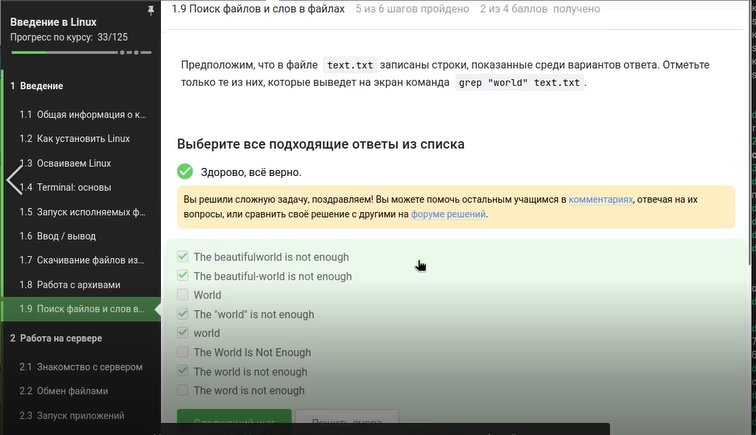 Введение в Linux
Прогресс по курсу: 33/125
1 Введение
1.1 Общая информация о к...
1.2 Как установить Linux
1.3 Осваиваем Linux
1.4 Terminal: основы
1.5 Запуск исполняемых ф...
1.6 Ввод / вывод
1.7 Скачивание файлов из...
1.8 Работа с архивами
1.9 Поиск файлов и слов в...
2 Работа на сервере
2.1 Знакомство с сервером
2.2 Обмен файлами
2.3 Запуск приложений
1.9 Поиск файлов и слов в файлах 5 из 6 шагов пройдено 2 из 4 баллов получено
Предположим, что в файле text.txt записаны строки, показанные среди вариантов ответа. Отметьте
только те из них, которые выведет на экран команда grep "world" text.txt.
Выберите все подходящие ответы из списка
Здорово, всё верно.
Вы решили сложную задачу, поздравляем! Вы можете помочь остальным учащимся в комментариях, отвечая на их
вопросы, или сравнить своё решение с другими на форуме решений.
The beautifulworld is not enough
The beautiful-world is not enough
World
The "world" is not enough
world
The World Is Not Enough
The world is not enough
The word is not enough